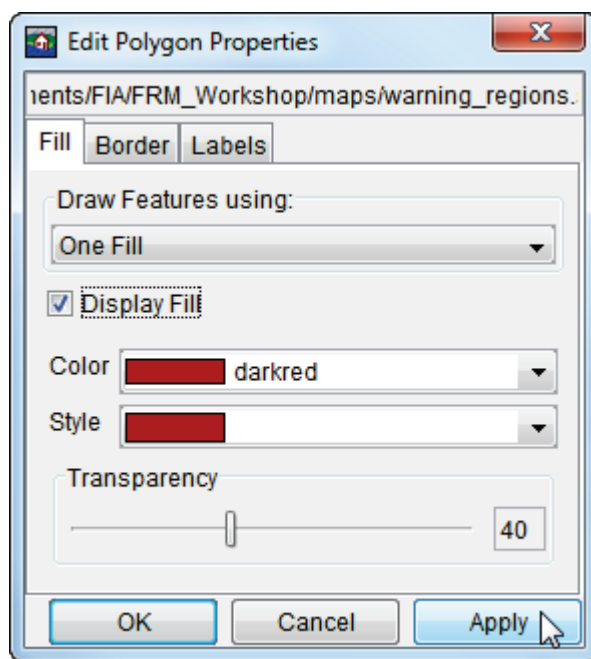 Edit Polygon Properties
nents/FIA/FRM_Workshop/maps/warning_regions.
Fill Border Labels
Draw Features using:
One Fill
Display Fill
Color darkred
Style
Transparency
40
OK Cancel Apply